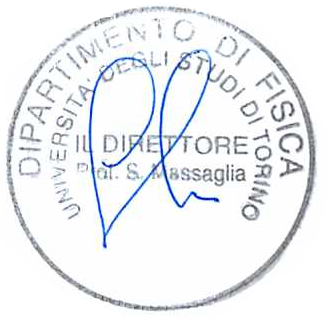 DIPARTIMENTO DI FISICA
UNIVERSITA' DEGLI STUDI DI TORINO
IL DIRETTORE
Prof. S. Massaglia